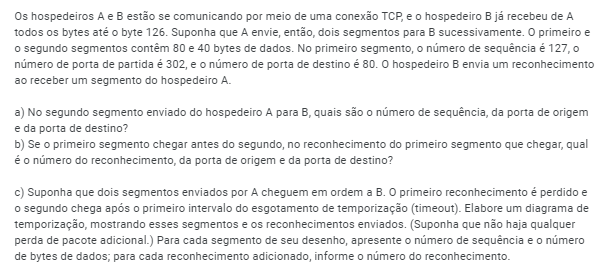 Os hospedeiros A e B estão se comunicando por meio de uma conexão TCP, e o hospedeiro B já recebeu de A
todos os bytes até o byte 126. Suponha que A envie, então, dois segmentos para B sucessivamente. O primeiro e
o segundo segmentos contêm 80 e 40 bytes de dados. No primeiro segmento, o número de sequência é 127, o
número de porta de partida é 302, e o número de porta de destino é 80. O hospedeiro B envia um reconhecimento
ao receber um segmento do hospedeiro A.
a) No segundo segmento enviado do hospedeiro A para B, quais são o número de sequência, da porta de origem
e da porta de destino?
b) Se o primeiro segmento chegar antes do segundo, no reconhecimento do primeiro segmento que chegar, qual
é o número do reconhecimento, da porta de origem e da porta de destino?
c) Suponha que dois segmentos enviados por A cheguem em ordem a B. O primeiro reconhecimento é perdido e
o segundo chega após o primeiro intervalo do esgotamento de temporização (timeout). Elabore um diagrama de
temporização, mostrando esses segmentos e os reconhecimentos enviados. (Suponha que não haja qualquer
perda de pacote adicional.) Para cada segmento de seu desenho, apresente o número de sequência e o número
de bytes de dados; para cada reconhecimento adicionado, informe o número do reconhecimento.